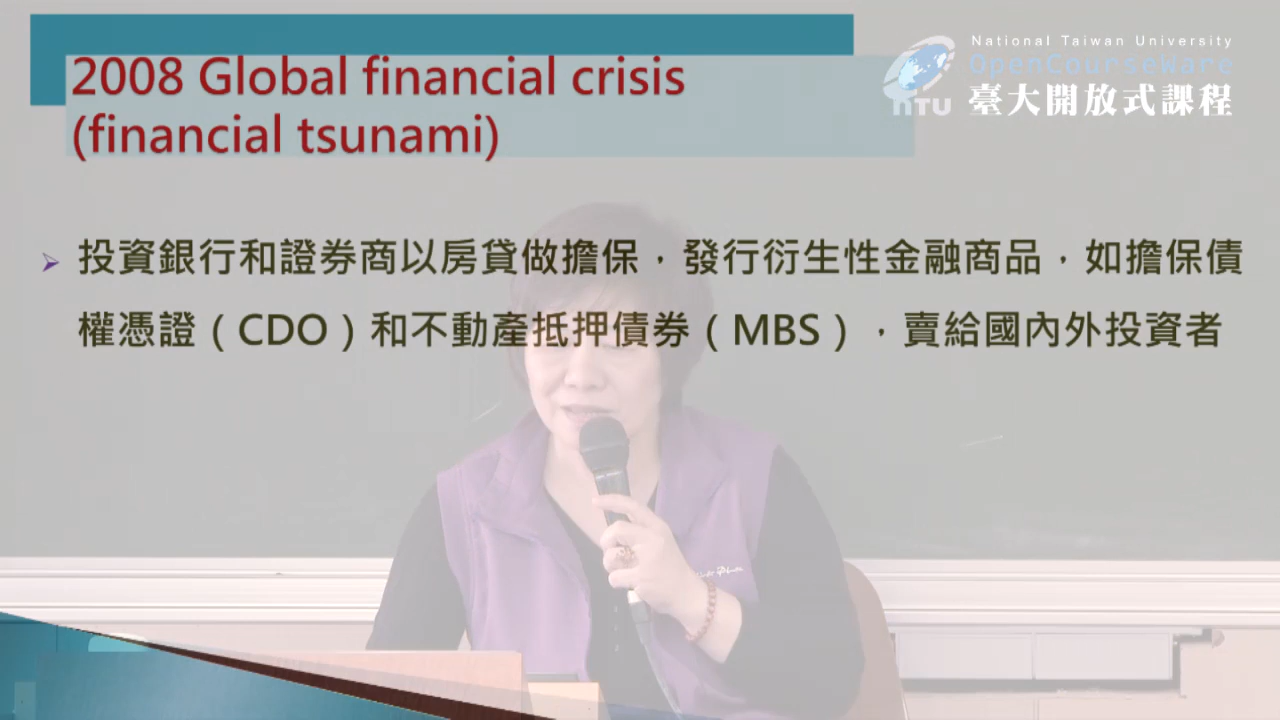 2008 Global financial crisis
(financial tsunami)
National Taiwan University
OpenCourseWare
NTU 臺大開放式課程
➢ 投資銀行和證券商以房貸做擔保，發行衍生性金融商品，如擔保債
權憑證（CDO）和不動產抵押債券（MBS），賣給國內外投資者